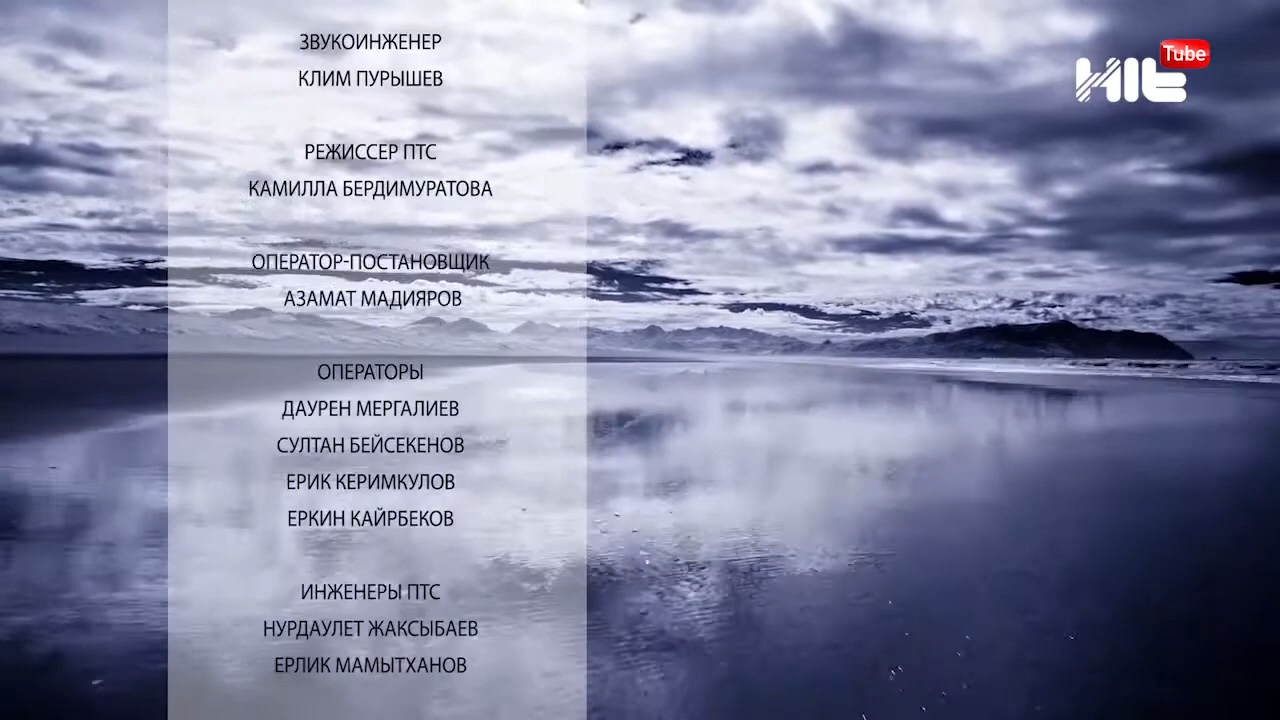 ЗВУКОИНЖЕНЕР
КЛИМ ПУРЫШЕВ
РЕЖИССЕР ПТС
КАМИЛЛА БЕРДИМУРАТОВА
ОПЕРАТОР-ПОСТАНОВЩИК
АЗАМАТ МАДИЯРОВ
ОПЕРАТОРЫ
ДАУРЕН МЕРГАЛИЕВ
СУЛТАН БЕЙСЕКЕНОВ
ЕРИК КЕРИМКУЛОВ
ЕРКИН КАЙРБЕКОВ
ИНЖЕНЕРЫ ПТС
НУРДАУЛЕТ ЖАКСЫБАЕВ
ЕРЛИК МАМЫТХАНОВ
Tube
HIt